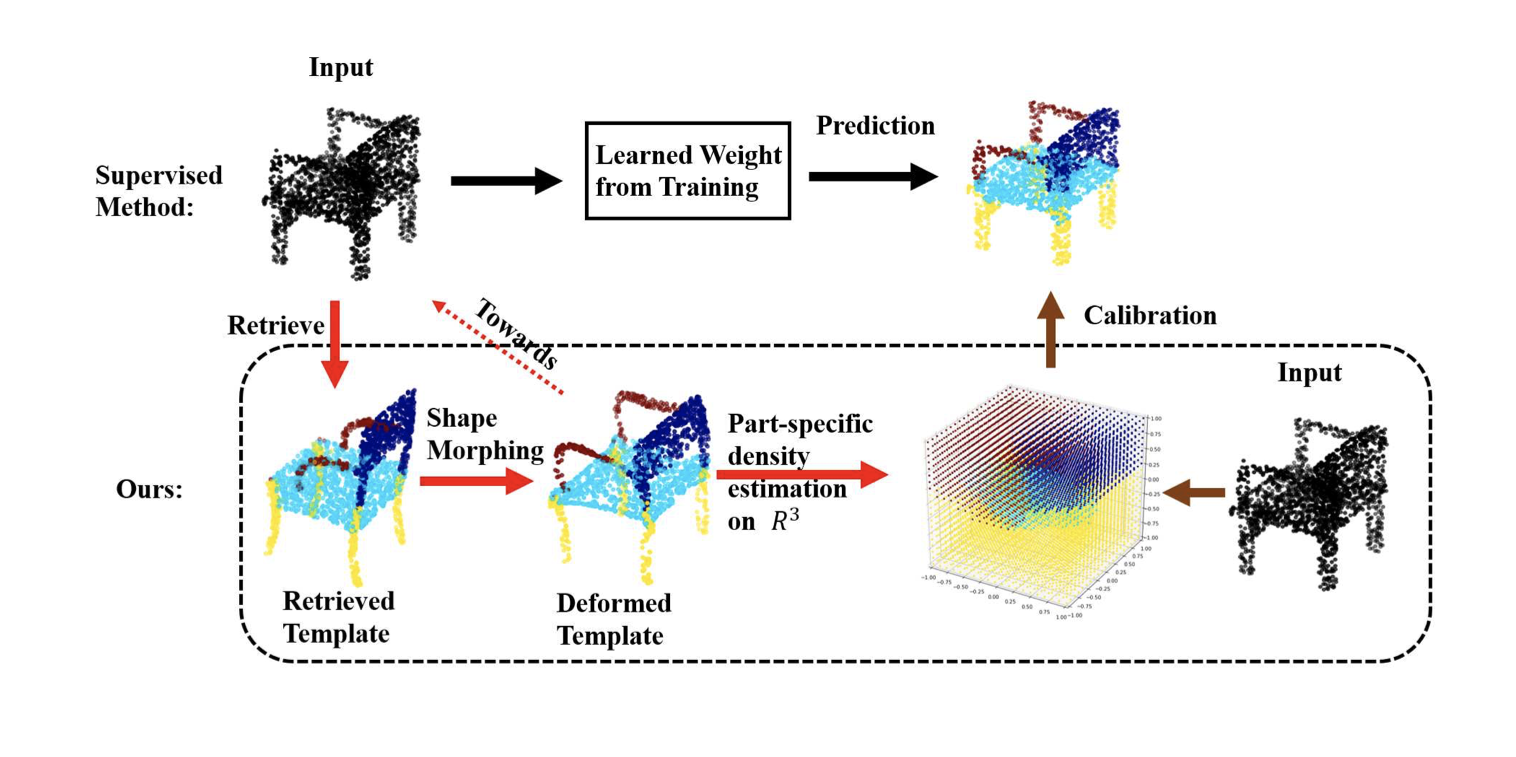 Input
Supervised
Method:
Learned Weight
from Training
Prediction
Retrieve
Towards
Calibration
Input
Ours:
Shape
Morphing
Part-specific
density
estimation
on R³
Retrieved
Template
Deformed
Template
1.00
0.75
0.50
0.25
0.00
−0.25
−0.50
−0.75
−1.00
−1.00
−0.75
−0.50
−0.25
0.00
0.25
0.50
0.75
1.00
−1.00
−0.75
−0.50
−0.25
0.00
0.25
0.50
0.75
1.00